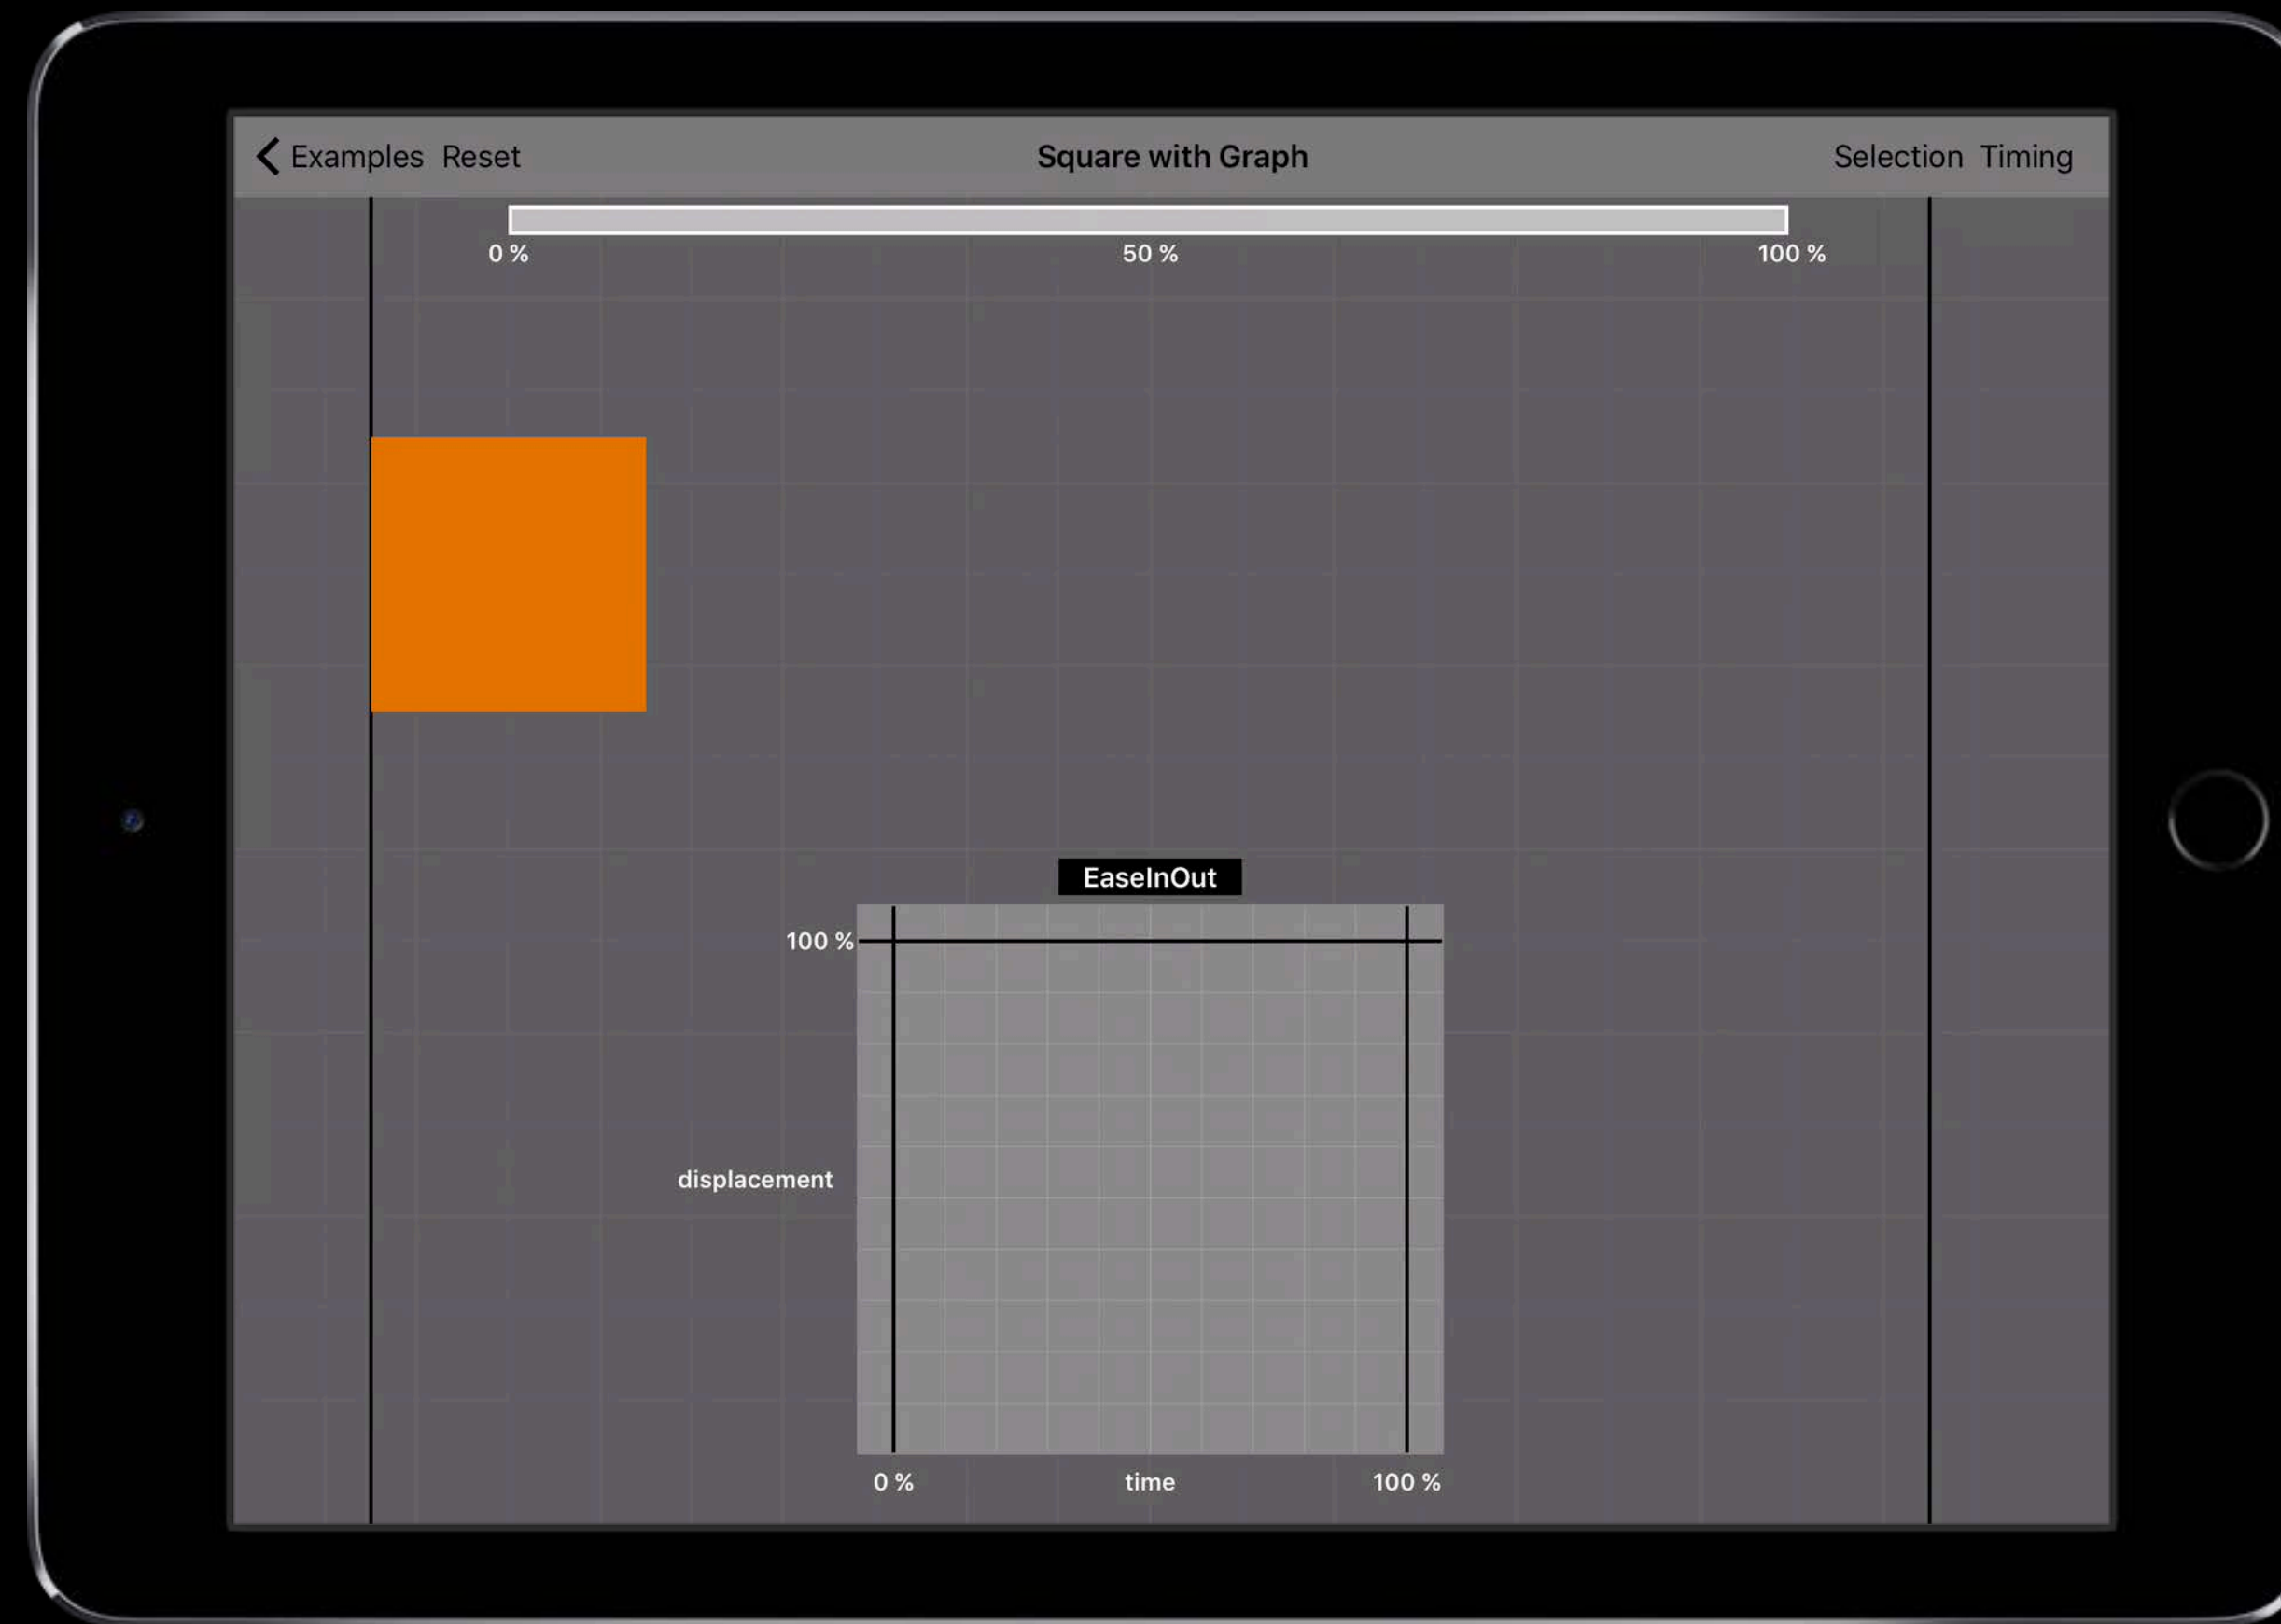 Examples Reset Square with Graph Selection Timing
0 % 50 % 100 %
EaseInOut
100 %
displacement
0 % time 100 %